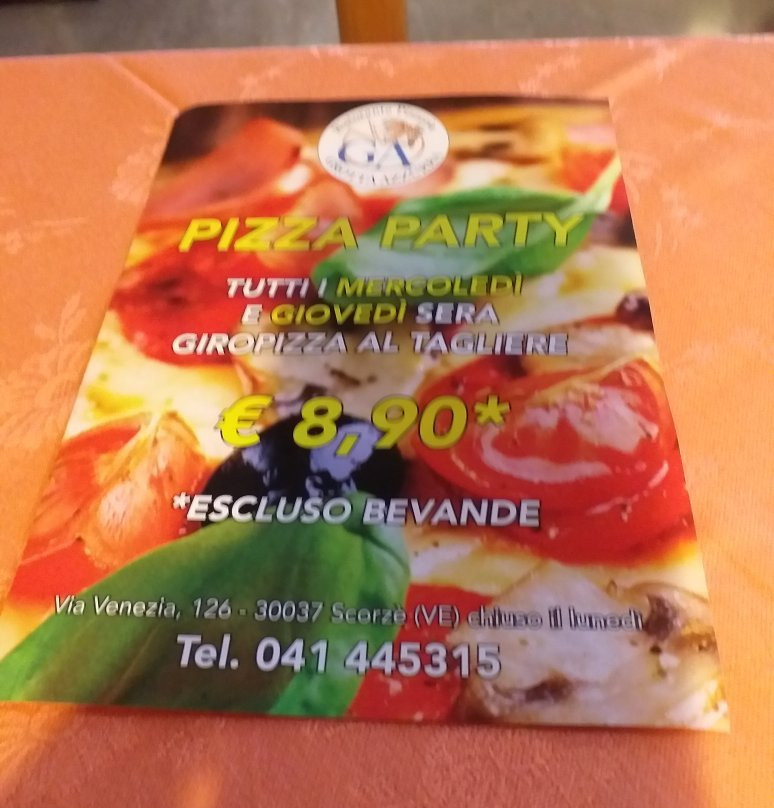 GA
PIZZA PARTY
TUTTI I MERCOLEDÌ
E GIOVEDÌ SERA
GIROPIZZA AL TAGLIERE
€ 8,90*
*ESCLUSO BEVANDE
Via Venezia, 126 - 30037 Scorzè (VE) chiuso il lunedì
Tel. 041 445315